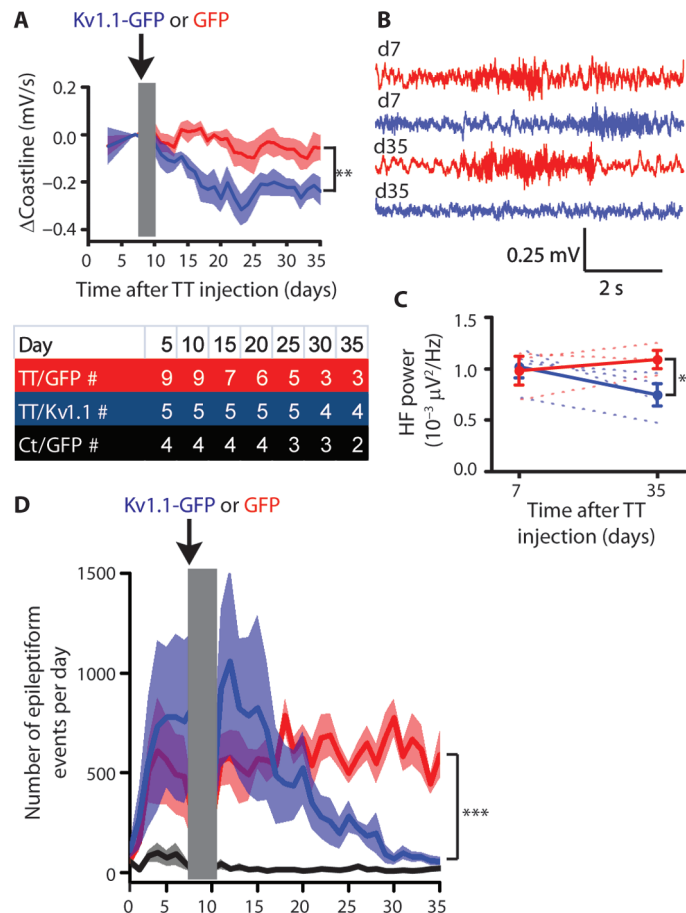 A
Kv1.1-GFP or GFP
ΔCoastline (mV/s)
0.2
0.0
−0.2
−0.4
**
0 5 10 15 20 25 30 35
Time after TT injection (days)
B
d7
d7
d35
d35
0.25 mV
2 s
Day 5 10 15 20 25 30 35
TT/GFP # 9 9 7 6 5 3 3
TT/Kv1.1 # 5 5 5 5 5 4 4
Ct/GFP # 4 4 4 4 3 3 2
C
HF power
(10⁻³ μV²/Hz)
1.5
1.0
0.5
0.0
*
7 35
Time after TT
injection (days)
D
Kv1.1-GFP or GFP
Number of epileptiform
events per day
1500
1000
500
0
***
0 5 10 15 20 25 30 35